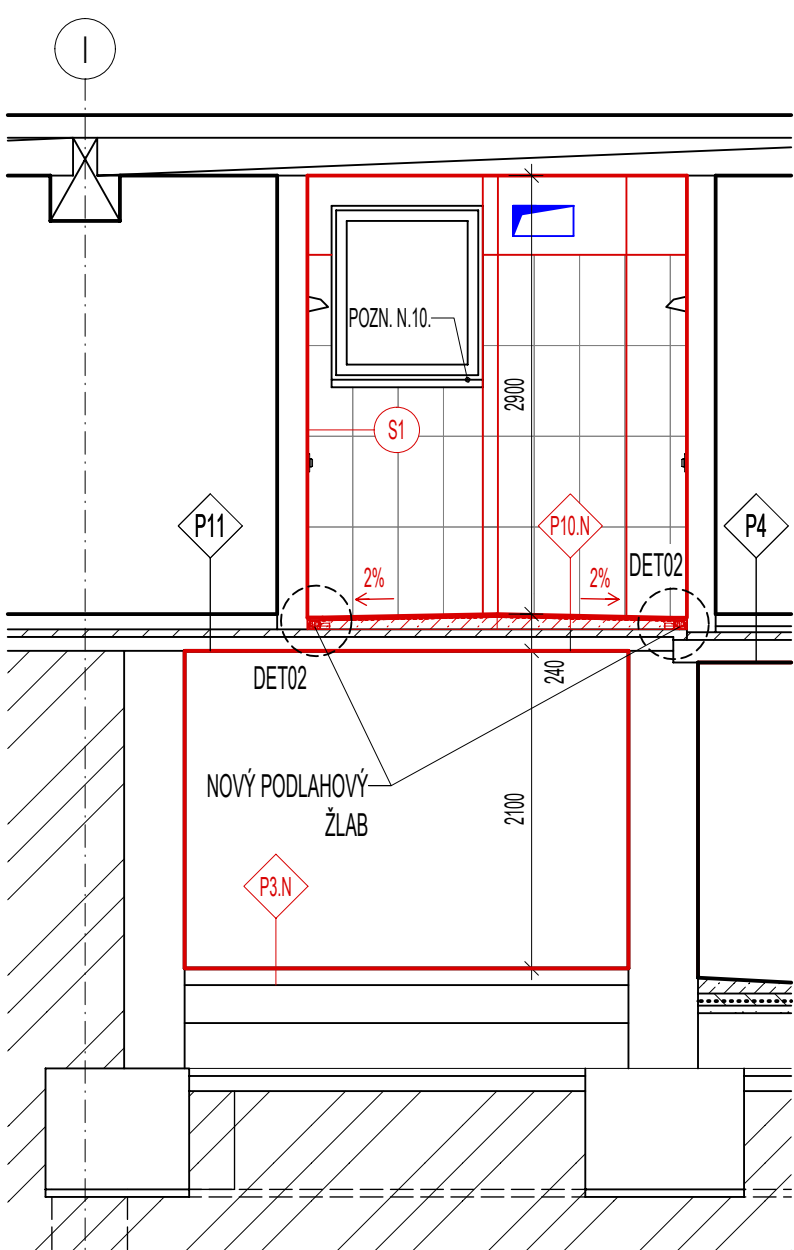 I
POZN. N.10.
2900
S1
P11
P10.N
P4
2%
2%
DET02
DET02
240
NOVÝ PODLAHOVÝ
ŽLAB
2100
P3.N